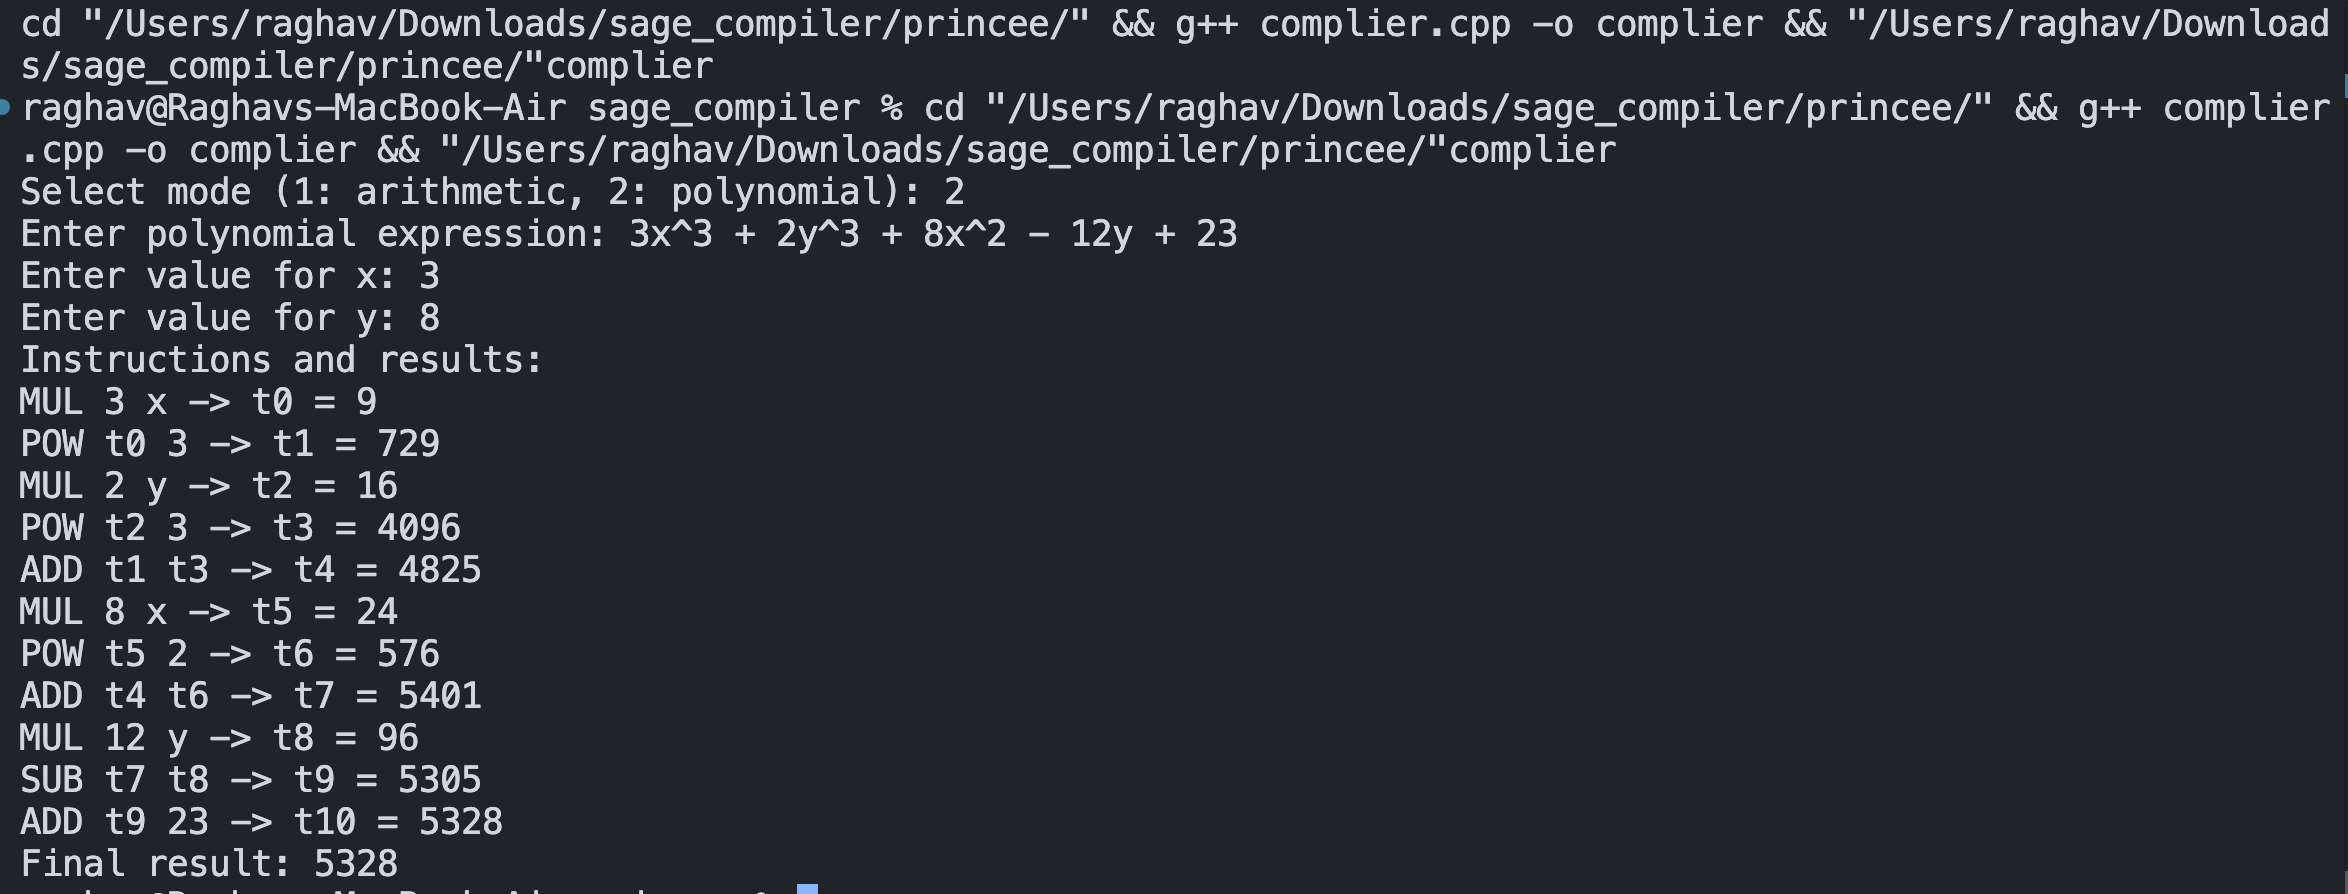 cd "/Users/raghav/Downloads/sage_compiler/princee/" && g++ complier.cpp -o complier && "/Users/raghav/Download
s/sage_compiler/princee/"complier
raghav@Raghavs-MacBook-Air sage_compiler % cd "/Users/raghav/Downloads/sage_compiler/princee/" && g++ complier
.cpp -o complier && "/Users/raghav/Downloads/sage_compiler/princee/"complier
Select mode (1: arithmetic, 2: polynomial): 2
Enter polynomial expression: 3x^3 + 2y^3 + 8x^2 - 12y + 23
Enter value for x: 3
Enter value for y: 8
Instructions and results:
MUL 3 x -> t0 = 9
POW t0 3 -> t1 = 729
MUL 2 y -> t2 = 16
POW t2 3 -> t3 = 4096
ADD t1 t3 -> t4 = 4825
MUL 8 x -> t5 = 24
POW t5 2 -> t6 = 576
ADD t4 t6 -> t7 = 5401
MUL 12 y -> t8 = 96
SUB t7 t8 -> t9 = 5305
ADD t9 23 -> t10 = 5328
Final result: 5328